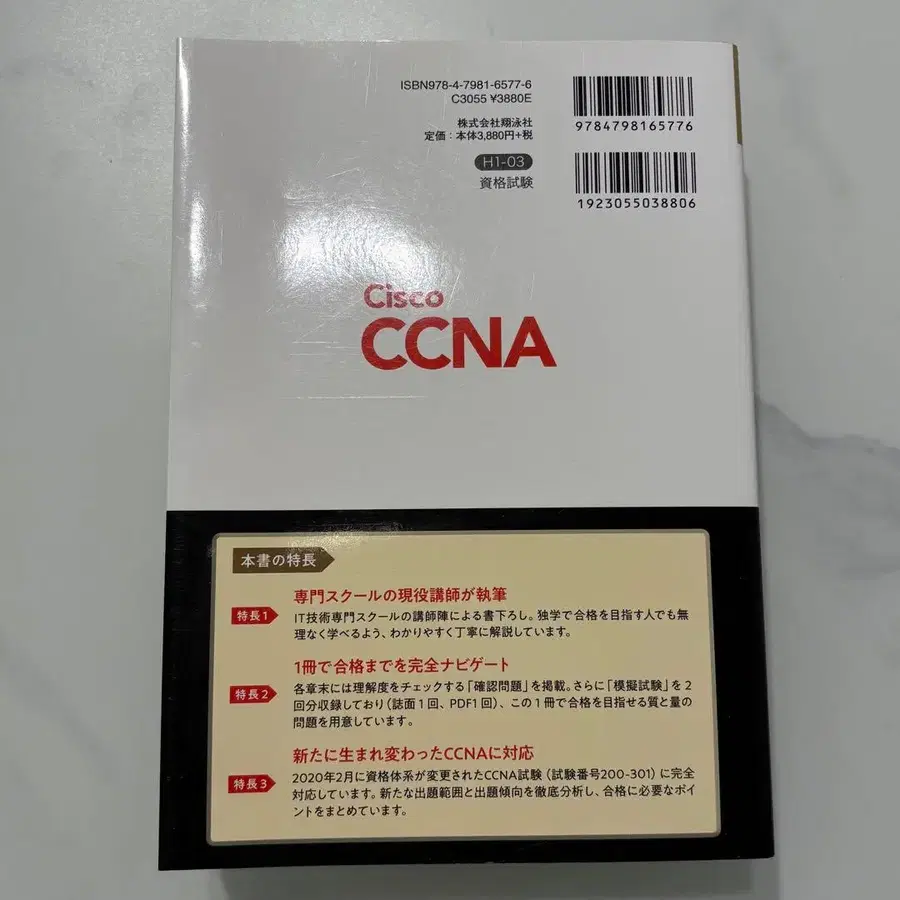 ISBN978-4-7981-6577-6
C3055 ¥3880E
株式会社翔泳社
定価：本体3,880円+税
H1-03
資格試験
9784798165776
1923055038806
Cisco
CCNA
本書の特長
特長1
専門スクールの現役講師が執筆
IT技術専門スクールの講師陣による書下ろし。独学で合格を目指す人でも無
理なく学べるよう、わかりやすく丁寧に解説しています。
特長2
1冊で合格までを完全ナビゲート
各章末には理解度をチェックする「確認問題」を掲載。さらに「模擬試験」を2
回分収録しており（誌面1回、PDF1回）、この1冊で合格を目指せる質と量の
問題を用意しています。
特長3
新たに生まれ変わったCCNAに対応
2020年2月に資格体系が変更されたCCNA試験（試験番号200-301）に完全
対応しています。新たな出題範囲と出題傾向を徹底分析し、合格に必要なポイ
ントをまとめています。